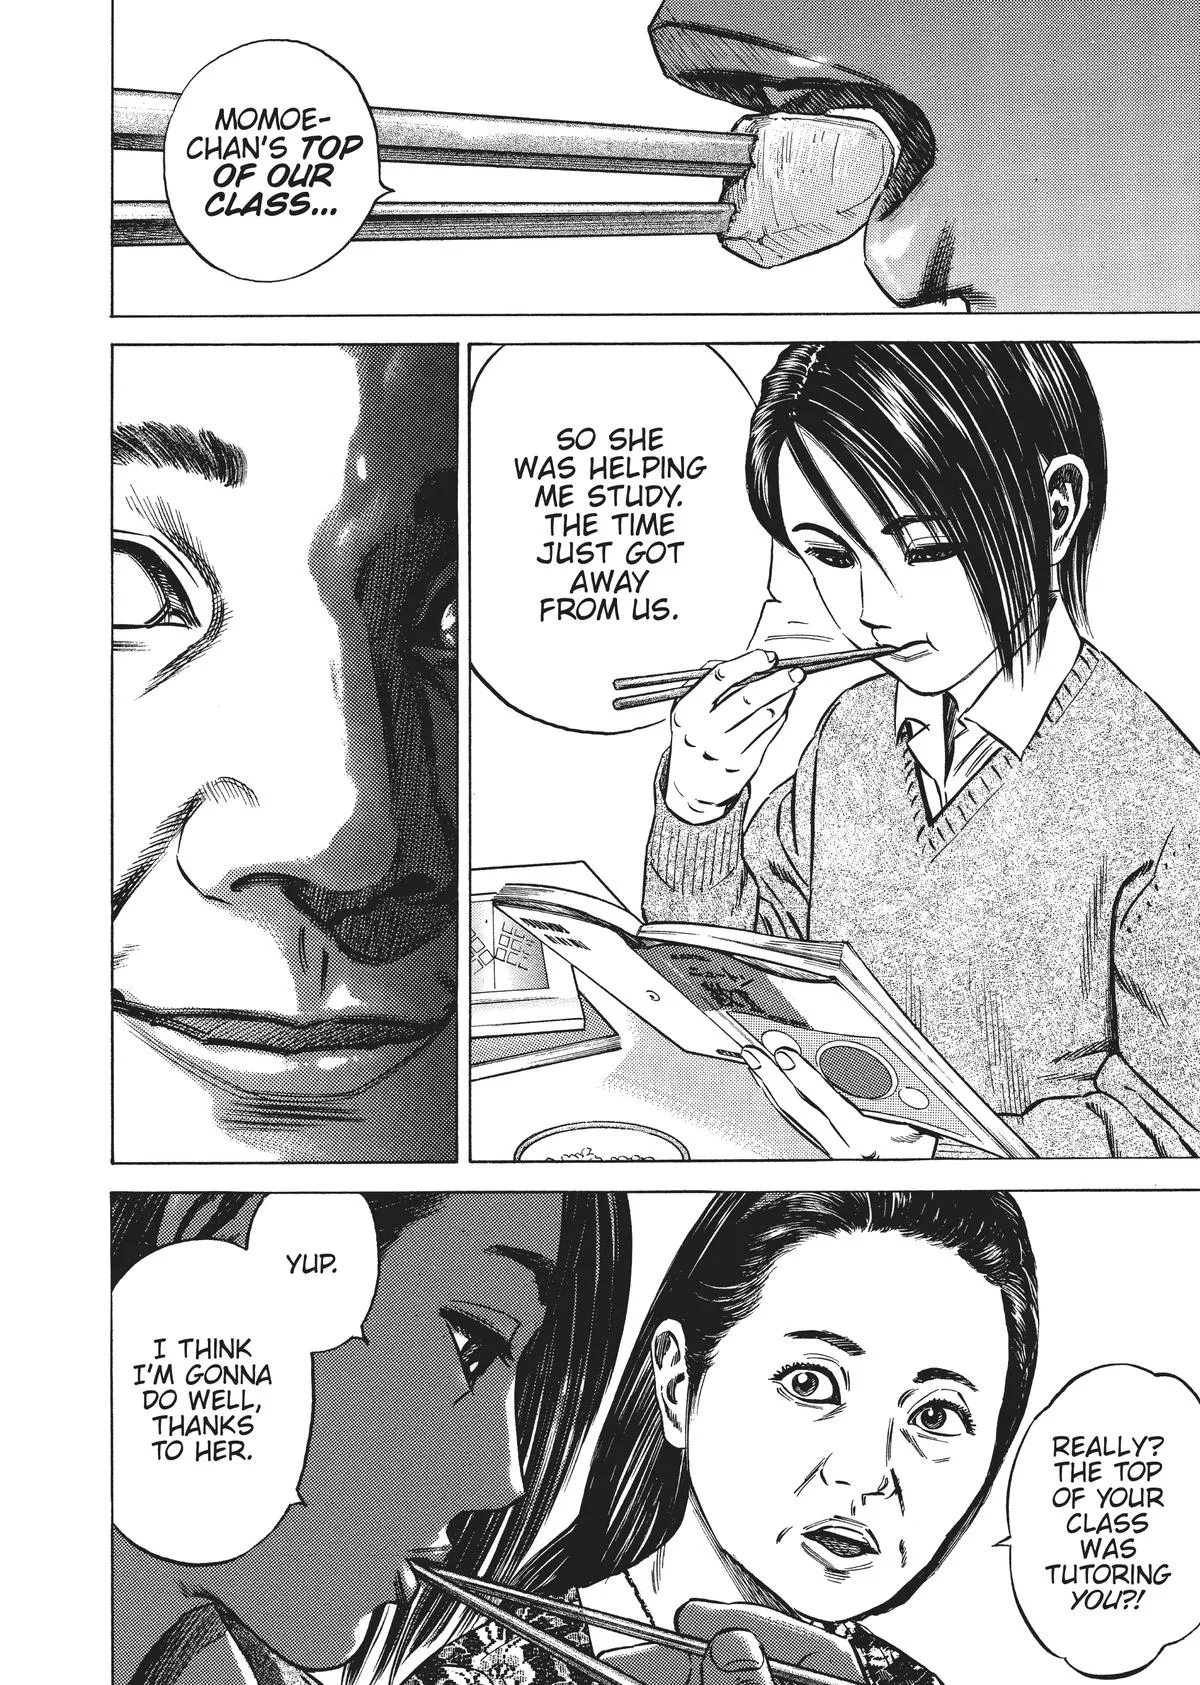 MOMOE-
CHAN'S TOP
OF OUR
CLASS...
SO SHE
WAS HELPING
ME STUDY.
THE TIME
JUST GOT
AWAY
FROM US.
REALLY?
THE TOP
OF YOUR
CLASS
WAS
TUTORING
YOU?!
YUP.
I THINK
I'M GONNA
DO WELL,
THANKS
TO HER.